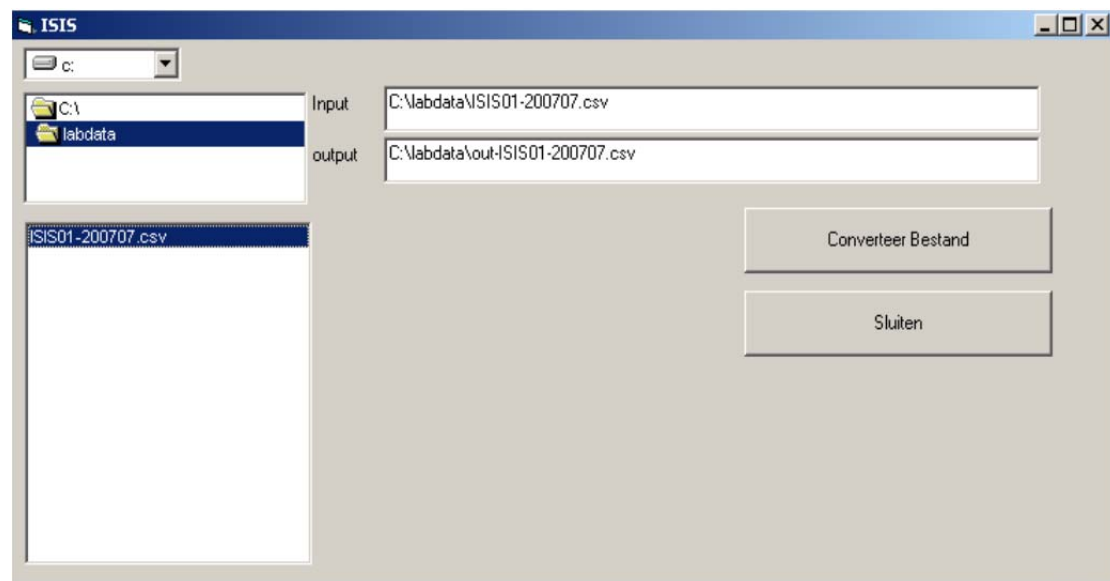 ISIS
c:
C:\
labdata
Input
C:\labdata\ISIS01-200707.csv
output
C:\labdata\out-ISIS01-200707.csv
ISIS01-200707.csv
Converteer Bestand
Sluiten